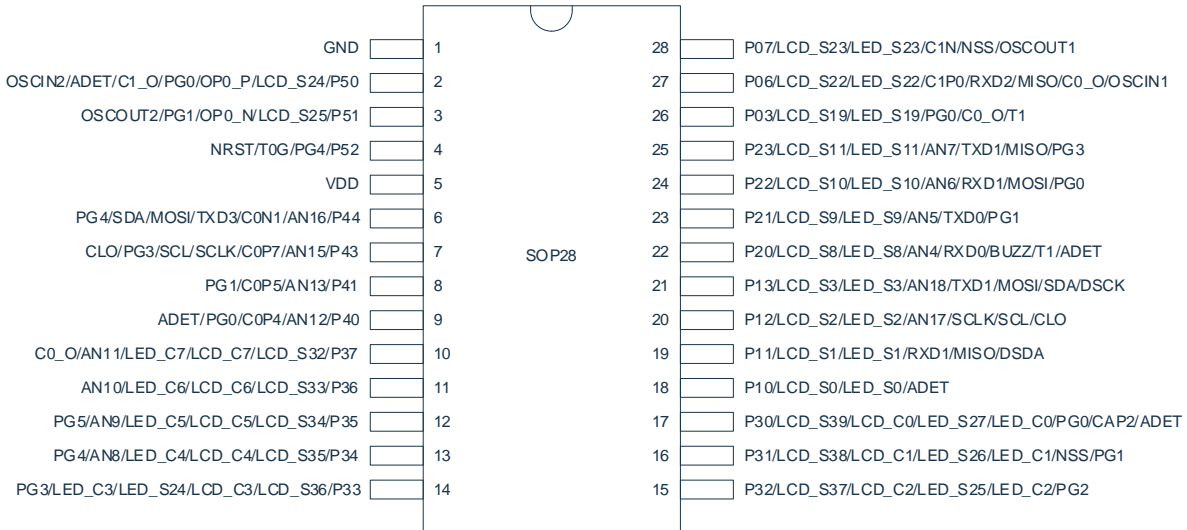 GND 1 28 P07/LCD_S23/LED_S23/C1N/NSS/OSCOUT1
OSCIN2/ADET/C1_O/PG0/OP0_P/LCD_S24/P50 2 27 P06/LCD_S22/LED_S22/C1P0/RXD2/MISO/C0_O/OSCIN1
OSCOUT2/PG1/OP0_N/LCD_S25/P51 3 26 P03/LCD_S19/LED_S19/PG0/C0_O/T1
NRST/T0G/PG4/P52 4 25 P23/LCD_S11/LED_S11/AN7/TXD1/MISO/PG3
VDD 5 24 P22/LCD_S10/LED_S10/AN6/RXD1/MOSI/PG0
PG4/SDA/MOSI/TXD3/C0N1/AN16/P44 6 23 P21/LCD_S9/LED_S9/AN5/TXD0/PG1
CLO/PG3/SCL/SCLK/C0P7/AN15/P43 7 SOP28 22 P20/LCD_S8/LED_S8/AN4/RXD0/BUZZ/T1/ADET
PG1/C0P5/AN13/P41 8 21 P13/LCD_S3/LED_S3/AN18/TXD1/MOSI/SDA/DSCK
ADET/PG0/C0P4/AN12/P40 9 20 P12/LCD_S2/LED_S2/AN17/SCLK/SCL/CLO
C0_O/AN11/LED_C7/LCD_C7/LCD_S32/P37 10 19 P11/LCD_S1/LED_S1/RXD1/MISO/DSDA
AN10/LED_C6/LCD_C6/LCD_S33/P36 11 18 P10/LCD_S0/LED_S0/ADET
PG5/AN9/LED_C5/LCD_C5/LCD_S34/P35 12 17 P30/LCD_S39/LCD_C0/LED_S27/LED_C0/PG0/CAP2/ADET
PG4/AN8/LED_C4/LCD_C4/LCD_S35/P34 13 16 P31/LCD_S38/LCD_C1/LED_S26/LED_C1/NSS/PG1
PG3/LED_C3/LED_S24/LCD_C3/LCD_S36/P33 14 15 P32/LCD_S37/LCD_C2/LED_S25/LED_C2/PG2